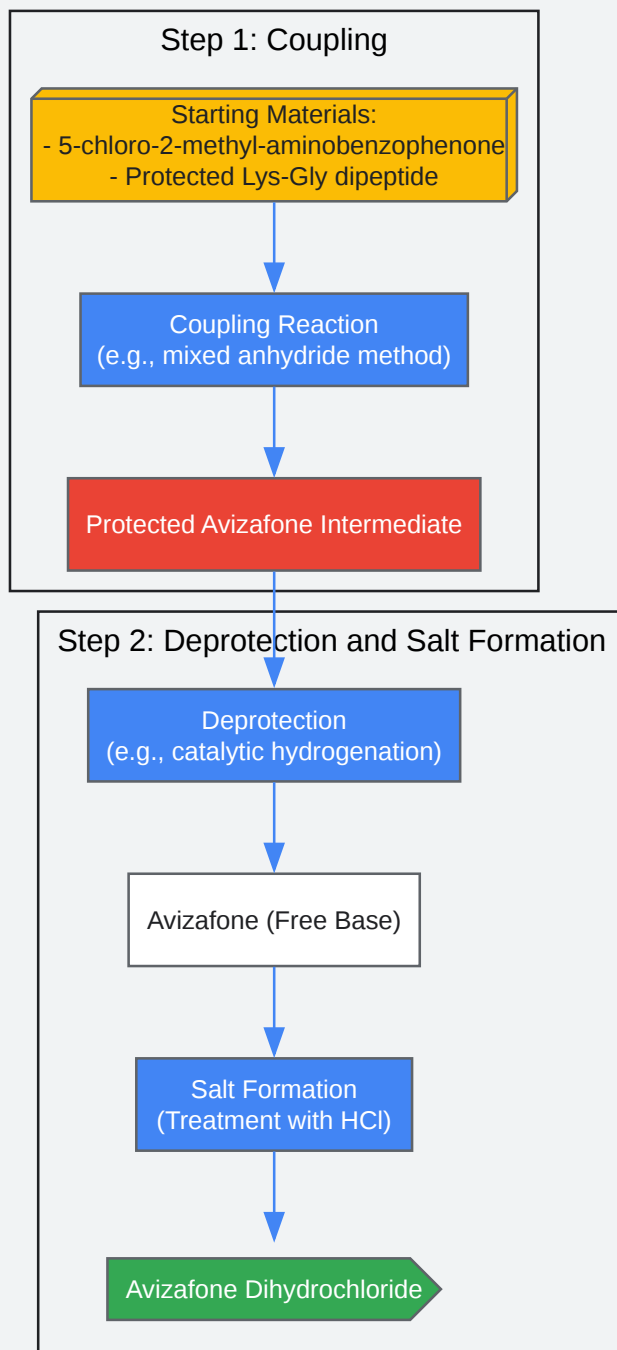 Step 1: Coupling
Starting Materials:
- 5-chloro-2-methyl-aminobenzophenone
- Protected Lys-Gly dipeptide
Coupling Reaction
(e.g., mixed anhydride method)
Protected Avizafone Intermediate
Step 2: Deprotection and Salt Formation
Deprotection
(e.g., catalytic hydrogenation)
Avizafone (Free Base)
Salt Formation
(Treatment with HCl)
Avizafone Dihydrochloride